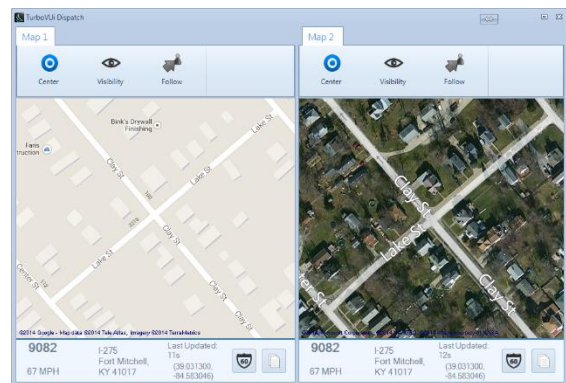 TurboVUi Dispatch
Map 1
Center
Visibility
Follow
Bink's Drywall
Finishing
Faris
truction
Lake St
Clay St
Lake St
Clay St
Lake St
Center St
©2014 Google - Map data ©2014 Tele Atlas, Imagery ©2014 TerraMetrics
9082
67 MPH
I-275
Fort Mitchell,
KY 41017
Last Updated:
11s
(39.031300,
-84.583046)
60
Map 2
Center
Visibility
Follow
Clay St
Lake St
Clay St
ter St
9082
67 MPH
I-275
Fort Mitchell,
KY 41017
Last Updated:
12s
(39.031300,
-84.583046)
60